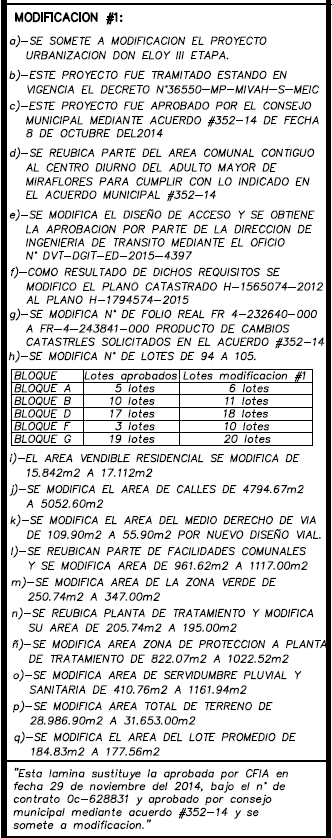 MODIFICACION #1:
a)-SE SOMETE A MODIFICACION EL PROYECTO
URBANIZACION DON ELOY III ETAPA.
b)-ESTE PROYECTO FUE TRAMITADO ESTANDO EN
VIGENCIA EL DECRETO N°36550-MP-MIVAH-S-MEIC
c)-ESTE PROYECTO FUE APROBADO POR EL CONSEJO
MUNICIPAL MEDIANTE ACUERDO #352-14 DE FECHA
8 DE OCTUBRE DEL2014
d)-SE REUBICA PARTE DEL AREA COMUNAL CONTIGUO
AL CENTRO DIURNO DEL ADULTO MAYOR DE
MIRAFLORES PARA CUMPLIR CON LO INDICADO EN
EL ACUERDO MUNICIPAL #352-14
e)-SE MODIFICA EL DISEÑO DE ACCESO Y SE OBTIENE
LA APROBACION POR PARTE DE LA DIRECCION DE
INGENIERIA DE TRANSITO MEDIANTE EL OFICIO
N° DVT-DGIT-ED-2015-4397
f)-COMO RESULTADO DE DICHOS REQUISITOS SE
MODIFICO EL PLANO CATASTRADO H-1565074-2012
AL PLANO H-1794574-2015
g)-SE MODIFICA N° DE FOLIO REAL FR 4-232640-000
A FR-4-243841-000 PRODUCTO DE CAMBIOS
CATASTRLES SOLICITADOS EN EL ACUERDO #352-14
h)-SE MODIFICA N° DE LOTES DE 94 A 105.
BLOQUE Lotes aprobados Lotes modificacion #1
BLOQUE A 5 lotes 6 lotes
BLOQUE B 10 lotes 11 lotes
BLOQUE D 17 lotes 18 lotes
BLOQUE F 3 lotes 10 lotes
BLOQUE G 19 lotes 20 lotes
i)-EL AREA VENDIBLE RESIDENCIAL SE MODIFICA DE
15.842m2 A 17.112m2
j)-SE MODIFICA EL AREA DE CALLES DE 4794.67m2
A 5052.60m2
k)-SE MODIFICA EL AREA DEL MEDIO DERECHO DE VIA
DE 109.90m2 A 55.90m2 POR NUEVO DISEÑO VIAL.
l)-SE REUBICAN PARTE DE FACILIDADES COMUNALES
Y SE MODIFICA AREA DE 961.62m2 A 1117.00m2
m)-SE MODIFICA AREA DE LA ZONA VERDE DE
250.74m2 A 347.00m2
n)-SE REUBICA PLANTA DE TRATAMIENTO Y MODIFICA
SU AREA DE 205.74m2 A 195.00m2
ñ)-SE MODIFICA AREA ZONA DE PROTECCION A PLANTA
DE TRATAMIENTO DE 822.07m2 A 1022.52m2
o)-SE MODIFICA AREA DE SERVIDUMBRE PLUVIAL Y
SANITARIA DE 410.76m2 A 1161.94m2
p)-SE MODIFICA AREA TOTAL DE TERRENO DE
28.986.90m2 A 31.653.00m2
q)-SE MODIFICA EL AREA DEL LOTE PROMEDIO DE
184.83m2 A 177.56m2
"Esta lamina sustituye la aprobada por CFIA en
fecha 29 de noviembre del 2014, bajo el n° de
contrato Oc-628831 y aprobado por consejo
municipal mediante acuerdo #352-14 y se
somete a modificacion."